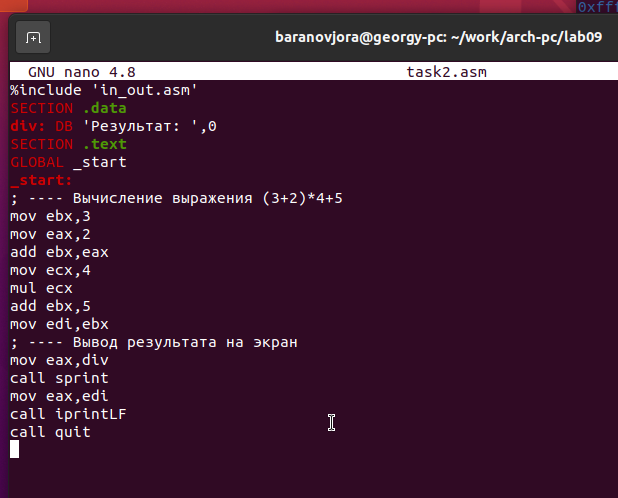 0xfff
baranovjora@georgy-pc: ~/work/arch-pc/lab09
GNU nano 4.8 task2.asm
%include 'in_out.asm'
SECTION .data
div: DB 'Результат: ',0
SECTION .text
GLOBAL _start
_start:
; ---- Вычисление выражения (3+2)*4+5
mov ebx,3
mov eax,2
add ebx,eax
mov ecx,4
mul ecx
add ebx,5
mov edi,ebx
; ---- Вывод результата на экран
mov eax,div
call sprint
mov eax,edi
call iprintLF
call quit